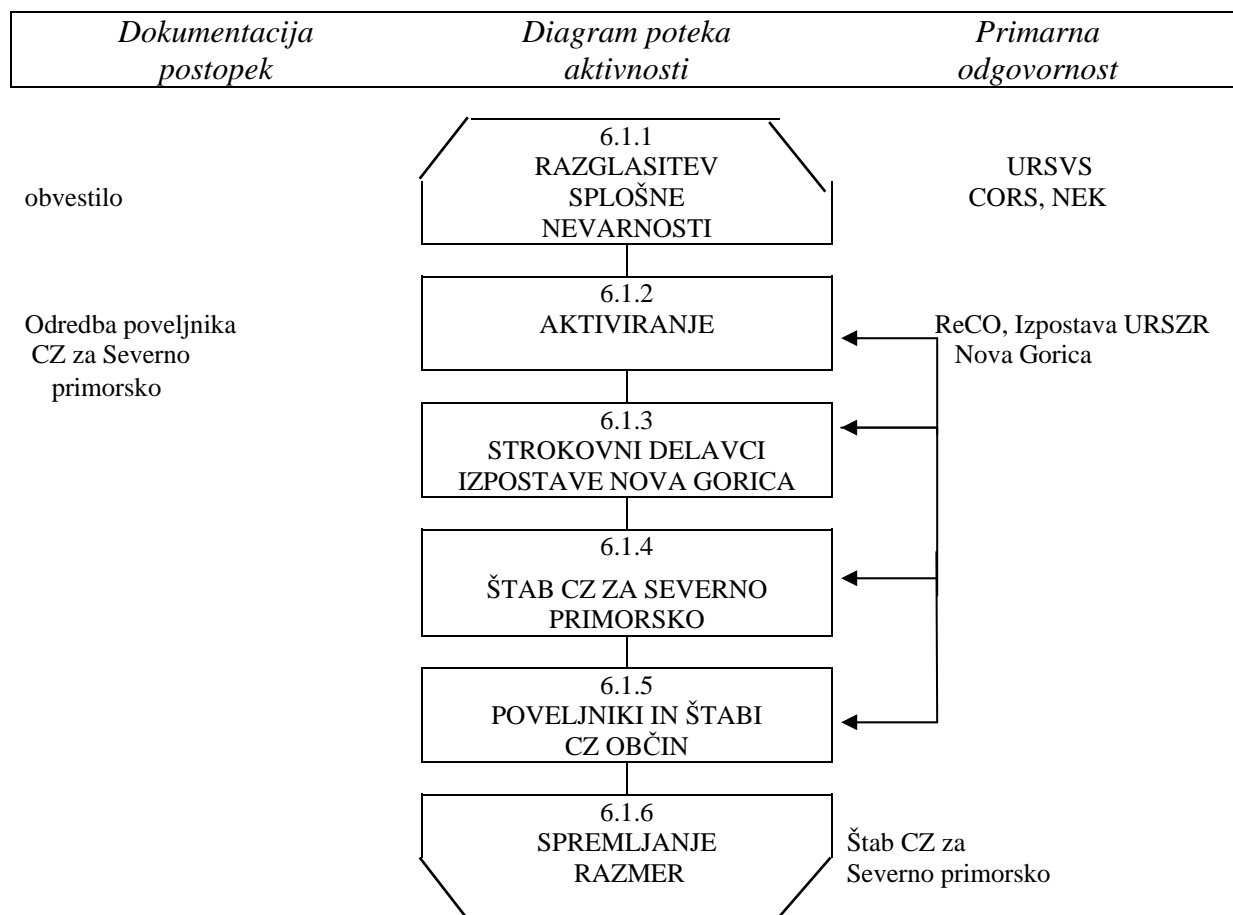 Dokumentacija
postopek
Diagram poteka
aktivnosti
Primarna
odgovornost
6.1.1
RAZGLASITEV
SPLOŠNE
NEVARNOSTI
obvestilo
URSVS
CORS, NEK
6.1.2
AKTIVIRANJE
Odredba poveljnika
CZ za Severno
primorsko
ReCO, Izpostava URSZR
Nova Gorica
6.1.3
STROKOVNI DELAVCI
IZPOSTAVE NOVA GORICA
6.1.4
ŠTAB CZ ZA SEVERNO
PRIMORSKO
6.1.5
POVELJNIKI IN ŠTABI
CZ OBČIN
6.1.6
SPREMLJANJE
RAZMER
Štab CZ za
Severno primorsko